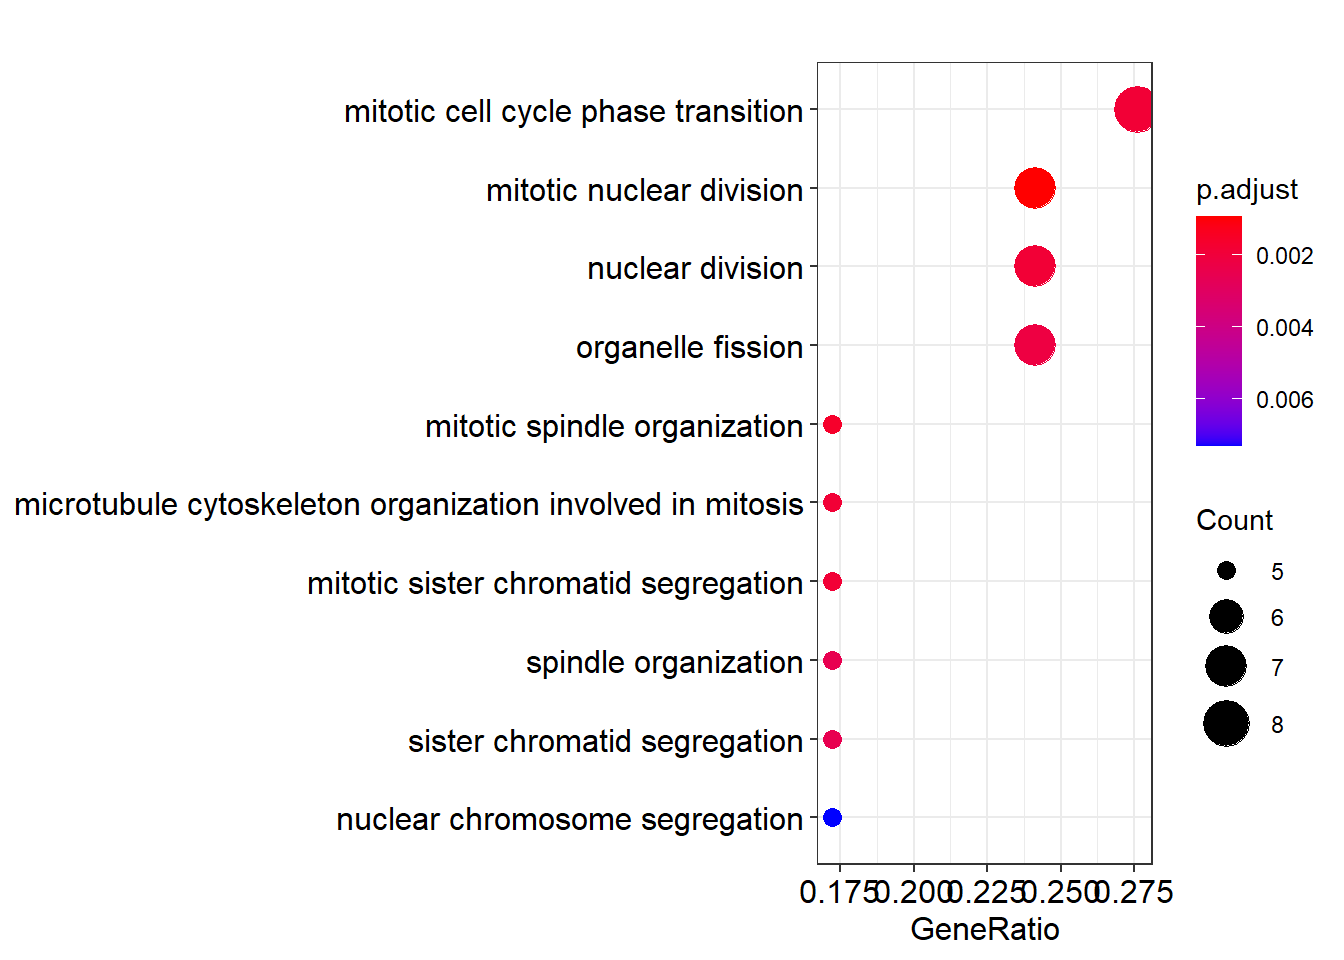 mitotic cell cycle phase transition
mitotic nuclear division
nuclear division
organelle fission
mitotic spindle organization
microtubule cytoskeleton organization involved in mitosis
mitotic sister chromatid segregation
spindle organization
sister chromatid segregation
nuclear chromosome segregation
0.175 0.200 0.225 0.250 0.275
GeneRatio
p.adjust
0.002
0.004
0.006
Count
5
6
7
8